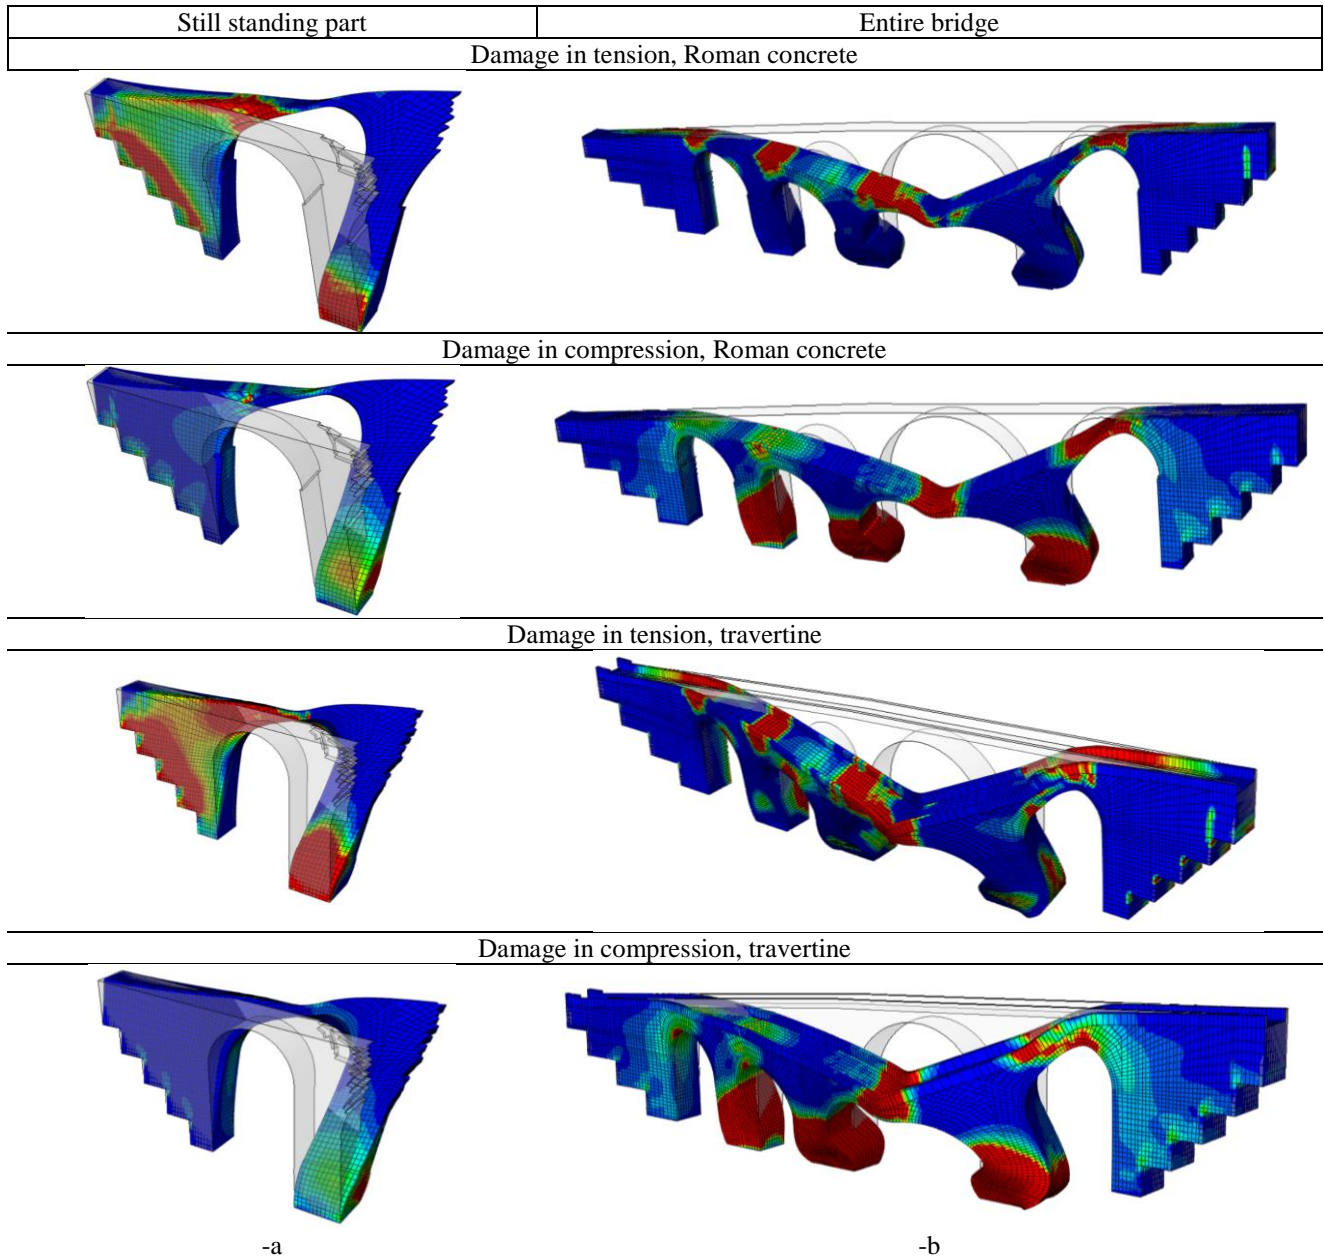 Still standing part
Entire bridge
Damage in tension, Roman concrete
Damage in compression, Roman concrete
Damage in tension, travertine
Damage in compression, travertine
-a
-b